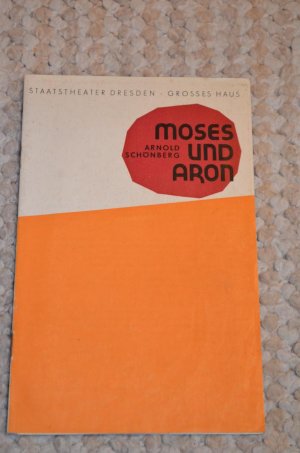 STAATSTHEATER DRESDEN · GROSSES HAUS
MOSES
ARNOLD SCHÖNBERG UND
ARON